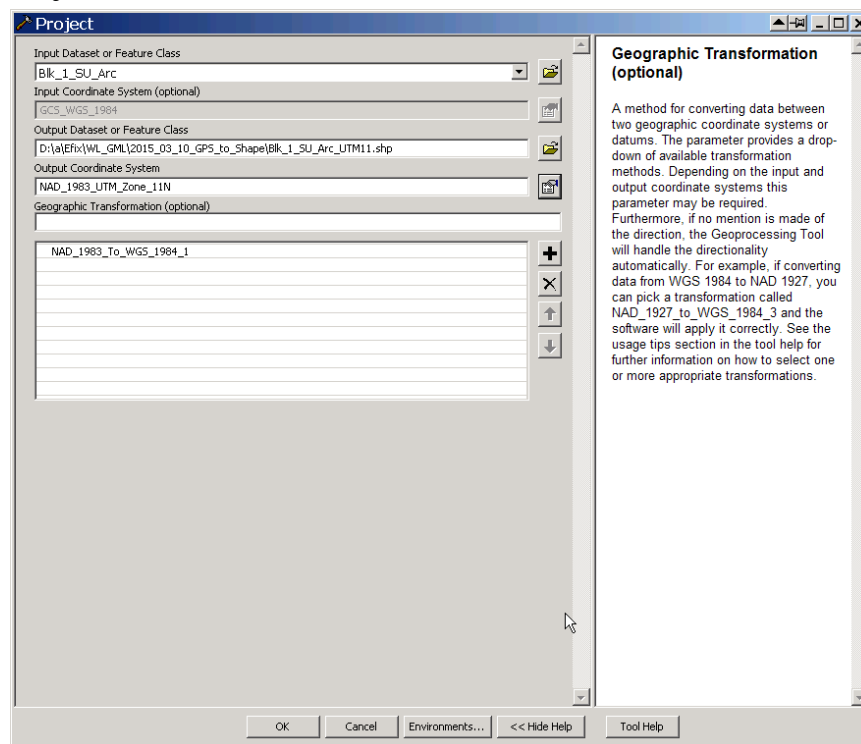 Project
Input Dataset or Feature Class
Blk_1_SU_Arc
Input Coordinate System (optional)
GCS_WGS_1984
Output Dataset or Feature Class
D:\a\Efix\WL_GML\2015_03_10_GPS_to_Shape\Blk_1_SU_Arc_UTM11.shp
Output Coordinate System
NAD_1983_UTM_Zone_11N
Geographic Transformation (optional)
NAD_1983_To_WGS_1984_1
OK
Cancel
Environments...
<< Hide Help
Geographic Transformation
(optional)
A method for converting data between
two geographic coordinate systems or
datums. The parameter provides a drop-
down of available transformation
methods. Depending on the input and
output coordinate systems this
parameter may be required.
Furthermore, if no mention is made of
the direction, the Geoprocessing Tool
will handle the directionality
automatically. For example, if converting
data from WGS 1984 to NAD 1927, you
can pick a transformation called
NAD_1927_to_WGS_1984_3 and the
software will apply it correctly. See the
usage tips section in the tool help for
further information on how to select one
or more appropriate transformations.
Tool Help